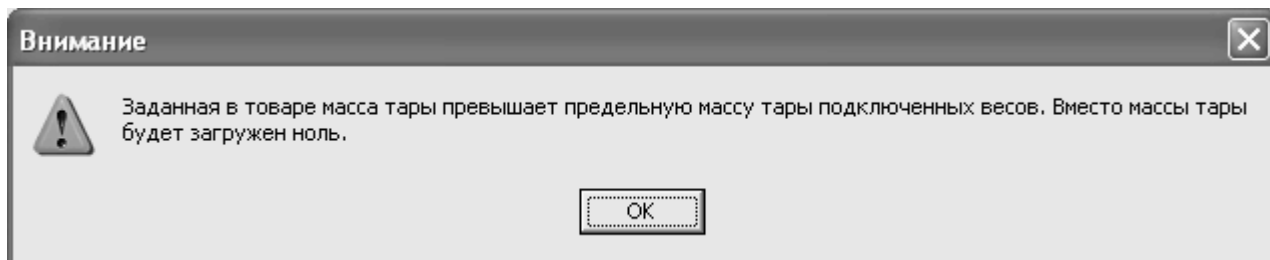 Внимание
Заданная в товаре масса тары превышает предельную массу тары подключенных весов. Вместо массы тары
будет загружен ноль.
OK